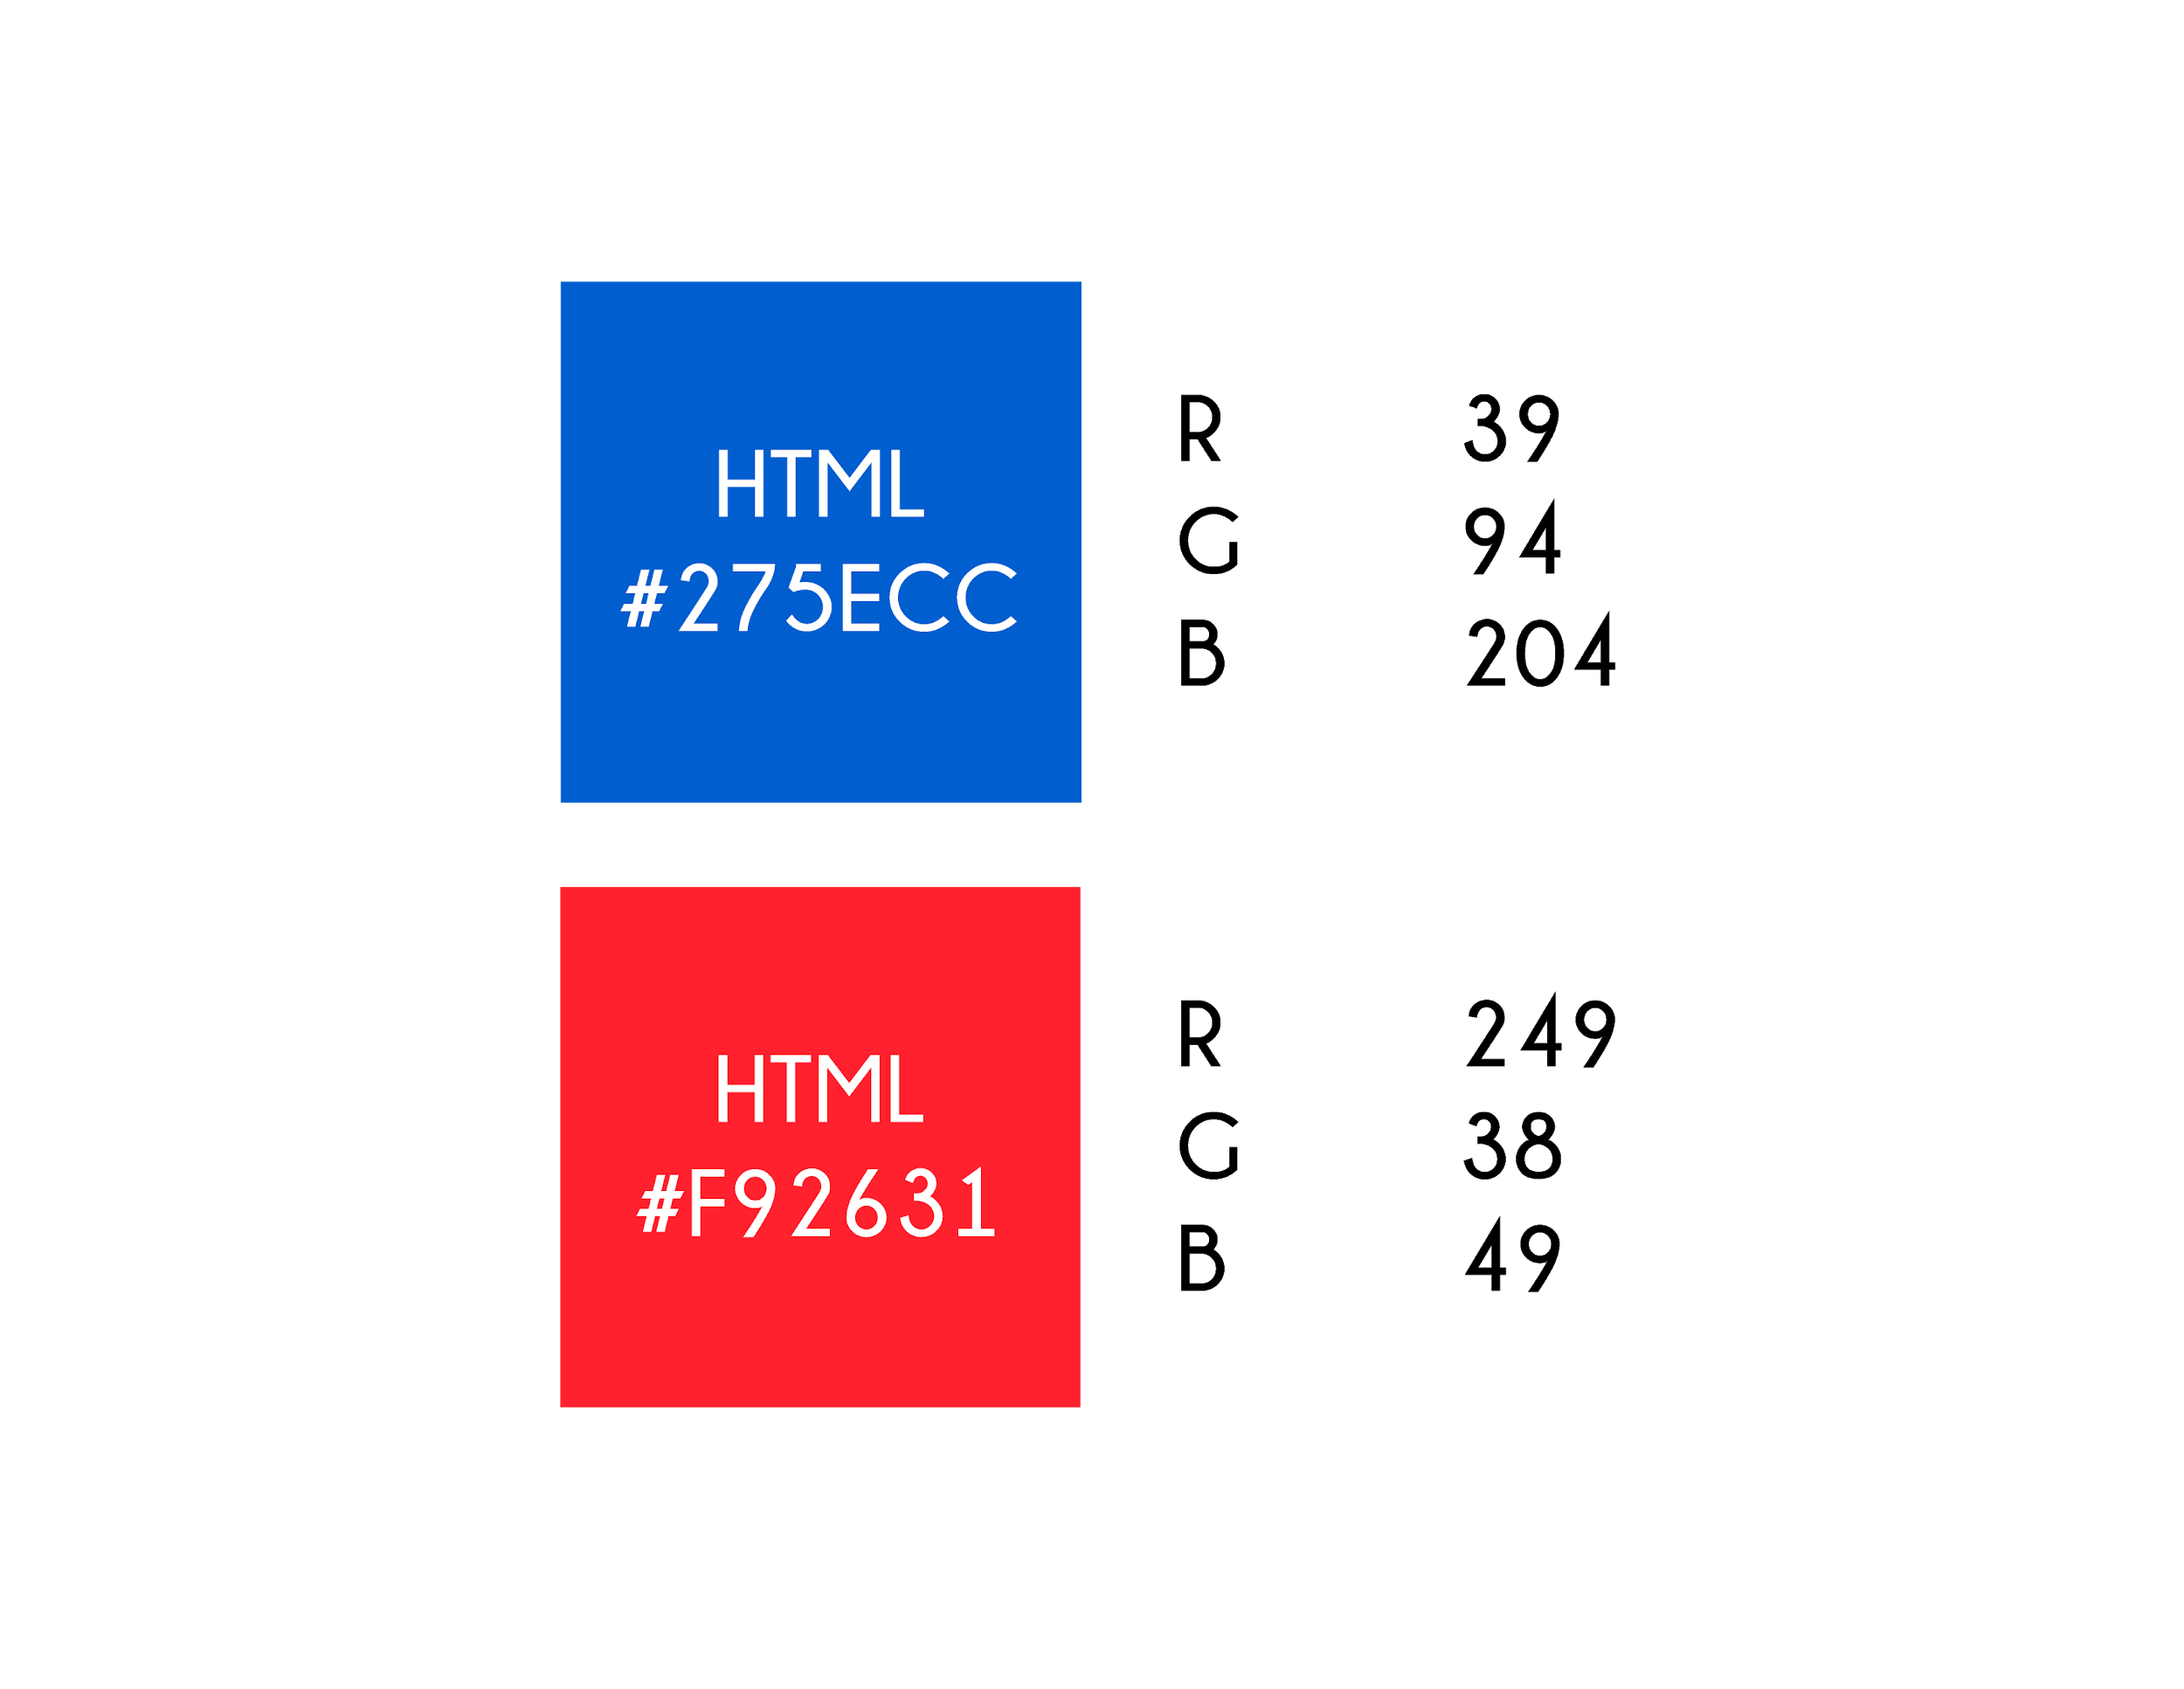 HTML
#275ECC
R 39
G 94
B 204
HTML
#F92631
R 249
G 38
B 49